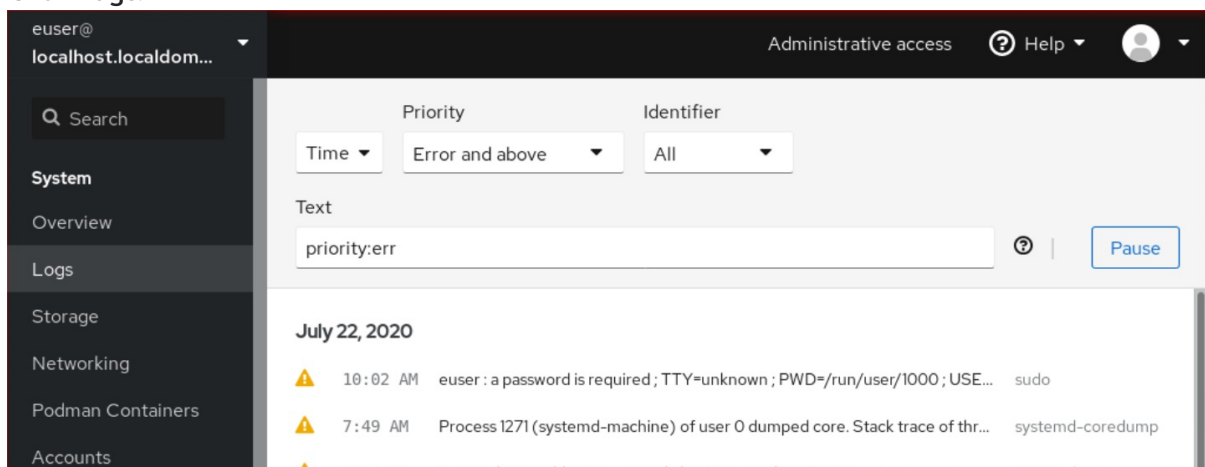 euser@
localhost.localdom...
Administrative access
Help
Search
System
Overview
Logs
Storage
Networking
Podman Containers
Accounts
Priority
Identifier
Time
Error and above
All
Text
priority:err
Pause
July 22, 2020
10:02 AM euser : a password is required ; TTY=unknown ; PWD=/run/user/1000 ; USE... sudo
7:49 AM Process 1271 (systemd-machine) of user 0 dumped core. Stack trace of thr... systemd-coredump